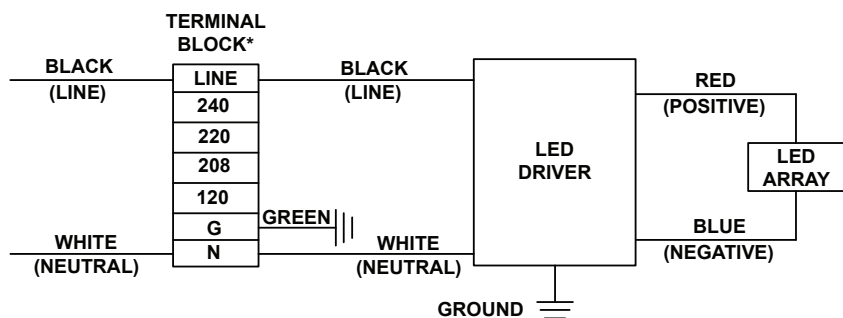 TERMINAL
BLOCK*
BLACK
(LINE)
LINE
240
220
208
120
G
N
BLACK
(LINE)
GREEN
WHITE
(NEUTRAL)
WHITE
(NEUTRAL)
LED
DRIVER
GROUND
RED
(POSITIVE)
LED
ARRAY
BLUE
(NEGATIVE)